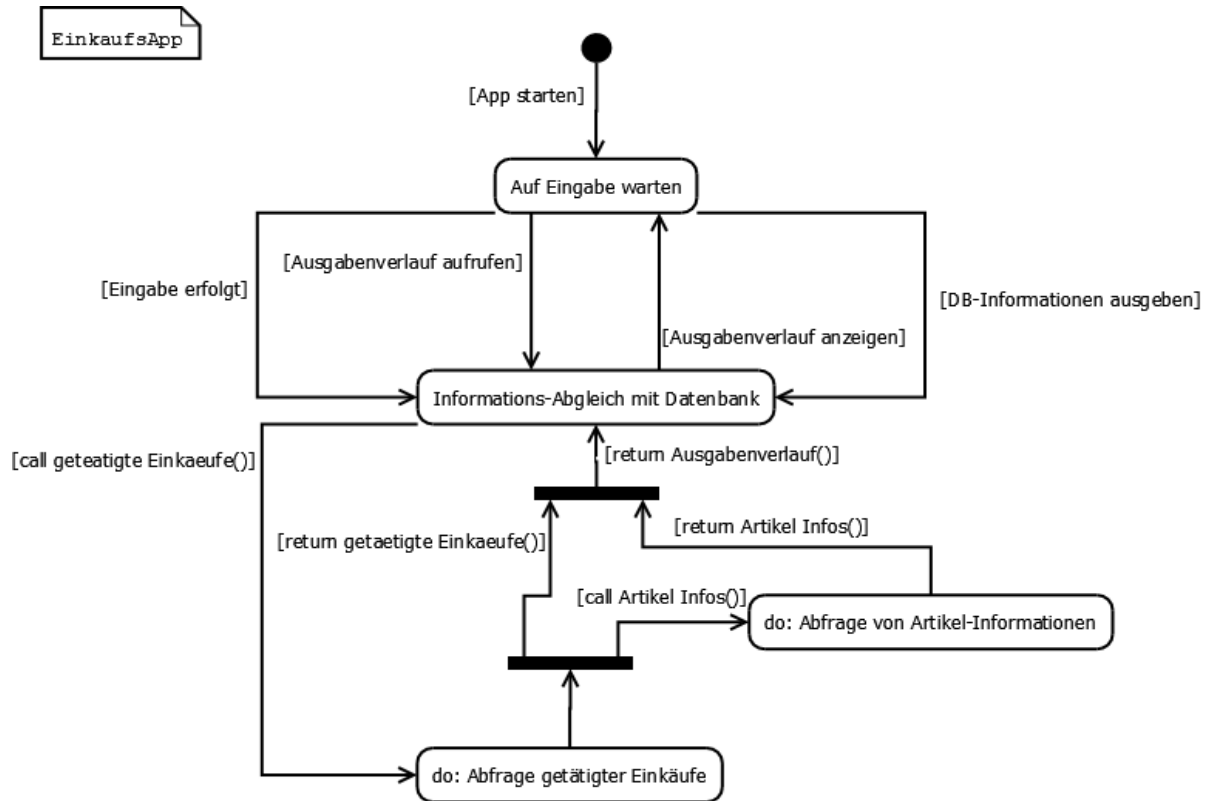 EinkaufsApp
[App starten]
Auf Eingabe warten
[Ausgabenverlauf aufrufen]
[Eingabe erfolgt]
[DB-Informationen ausgeben]
[Ausgabenverlauf anzeigen]
Informations-Abgleich mit Datenbank
[call geteatigte Einkaeufe()]
[return Ausgabenverlauf()]
[return getaetigte Einkaeufe()]
[return Artikel Infos()]
[call Artikel Infos()]
do: Abfrage von Artikel-Informationen
do: Abfrage getätigter Einkäufe